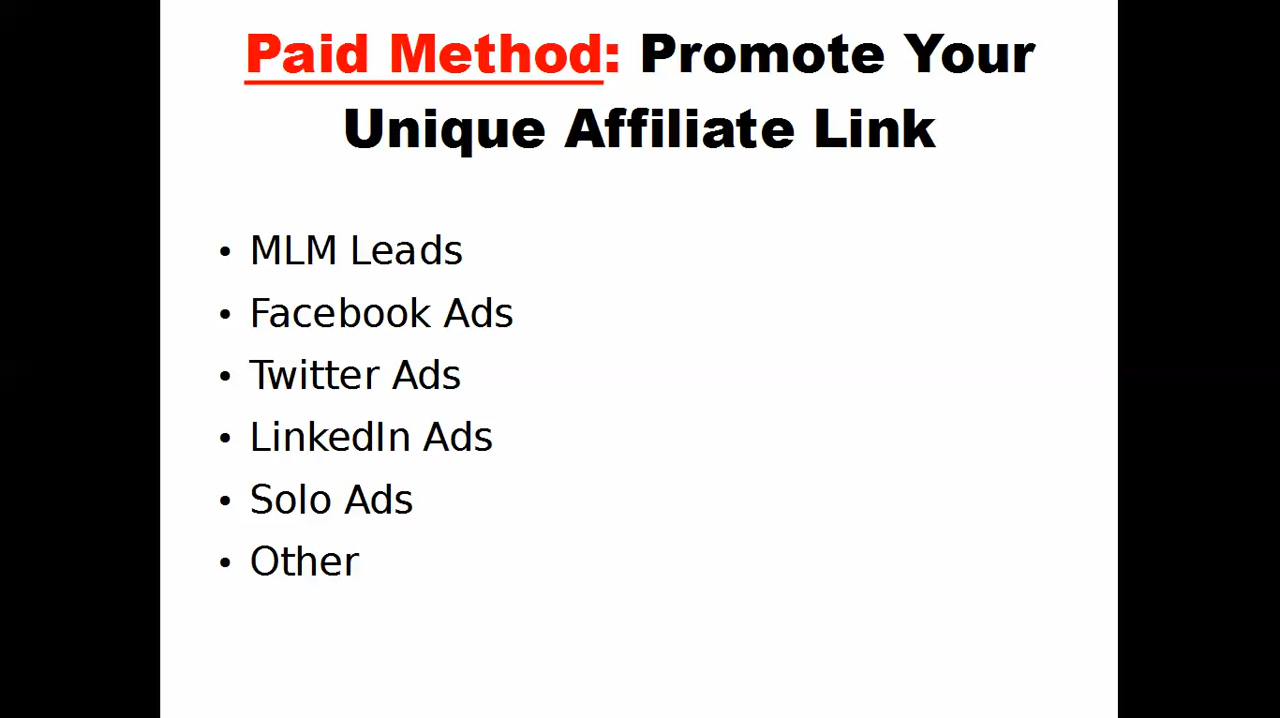 Paid Method: Promote Your
Unique Affiliate Link
• MLM Leads
• Facebook Ads
• Twitter Ads
• LinkedIn Ads
• Solo Ads
• Other